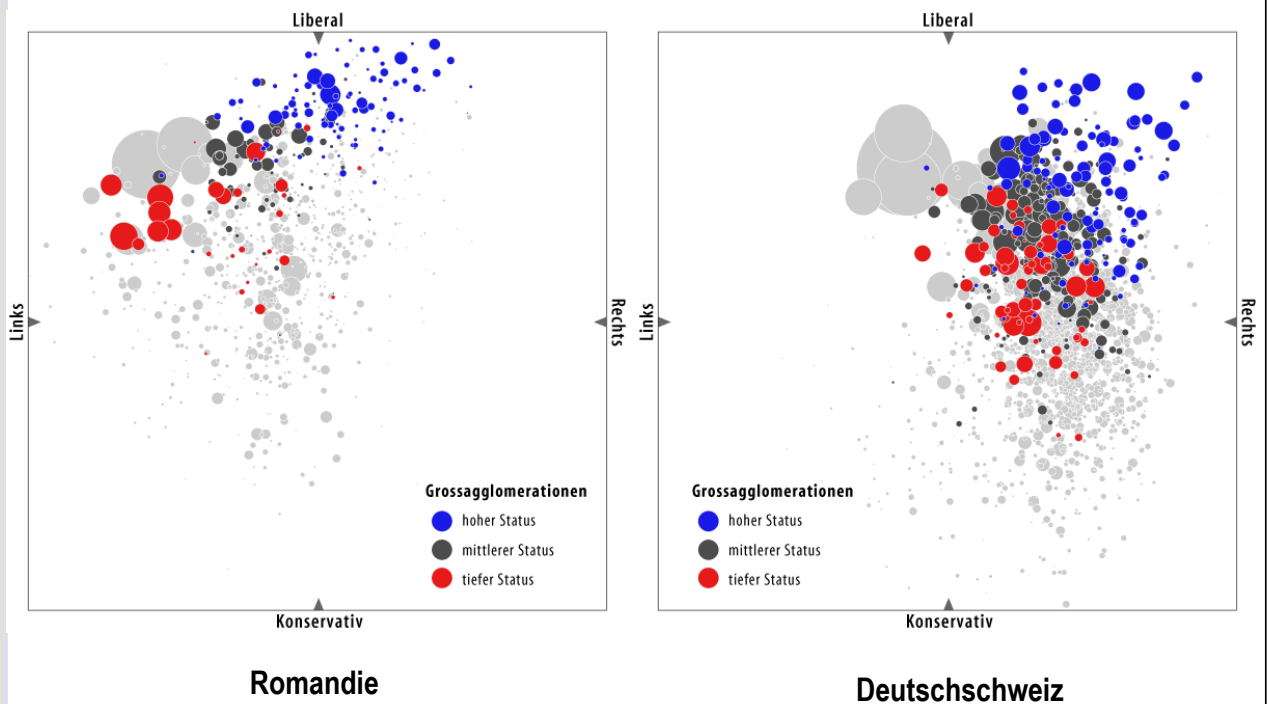 Liberal
Links
Rechts
Grossagglomerationen
hoher Status
mittlerer Status
tiefer Status
Konservativ
Romandie
Liberal
Links
Rechts
Grossagglomerationen
hoher Status
mittlerer Status
tiefer Status
Konservativ
Deutschschweiz